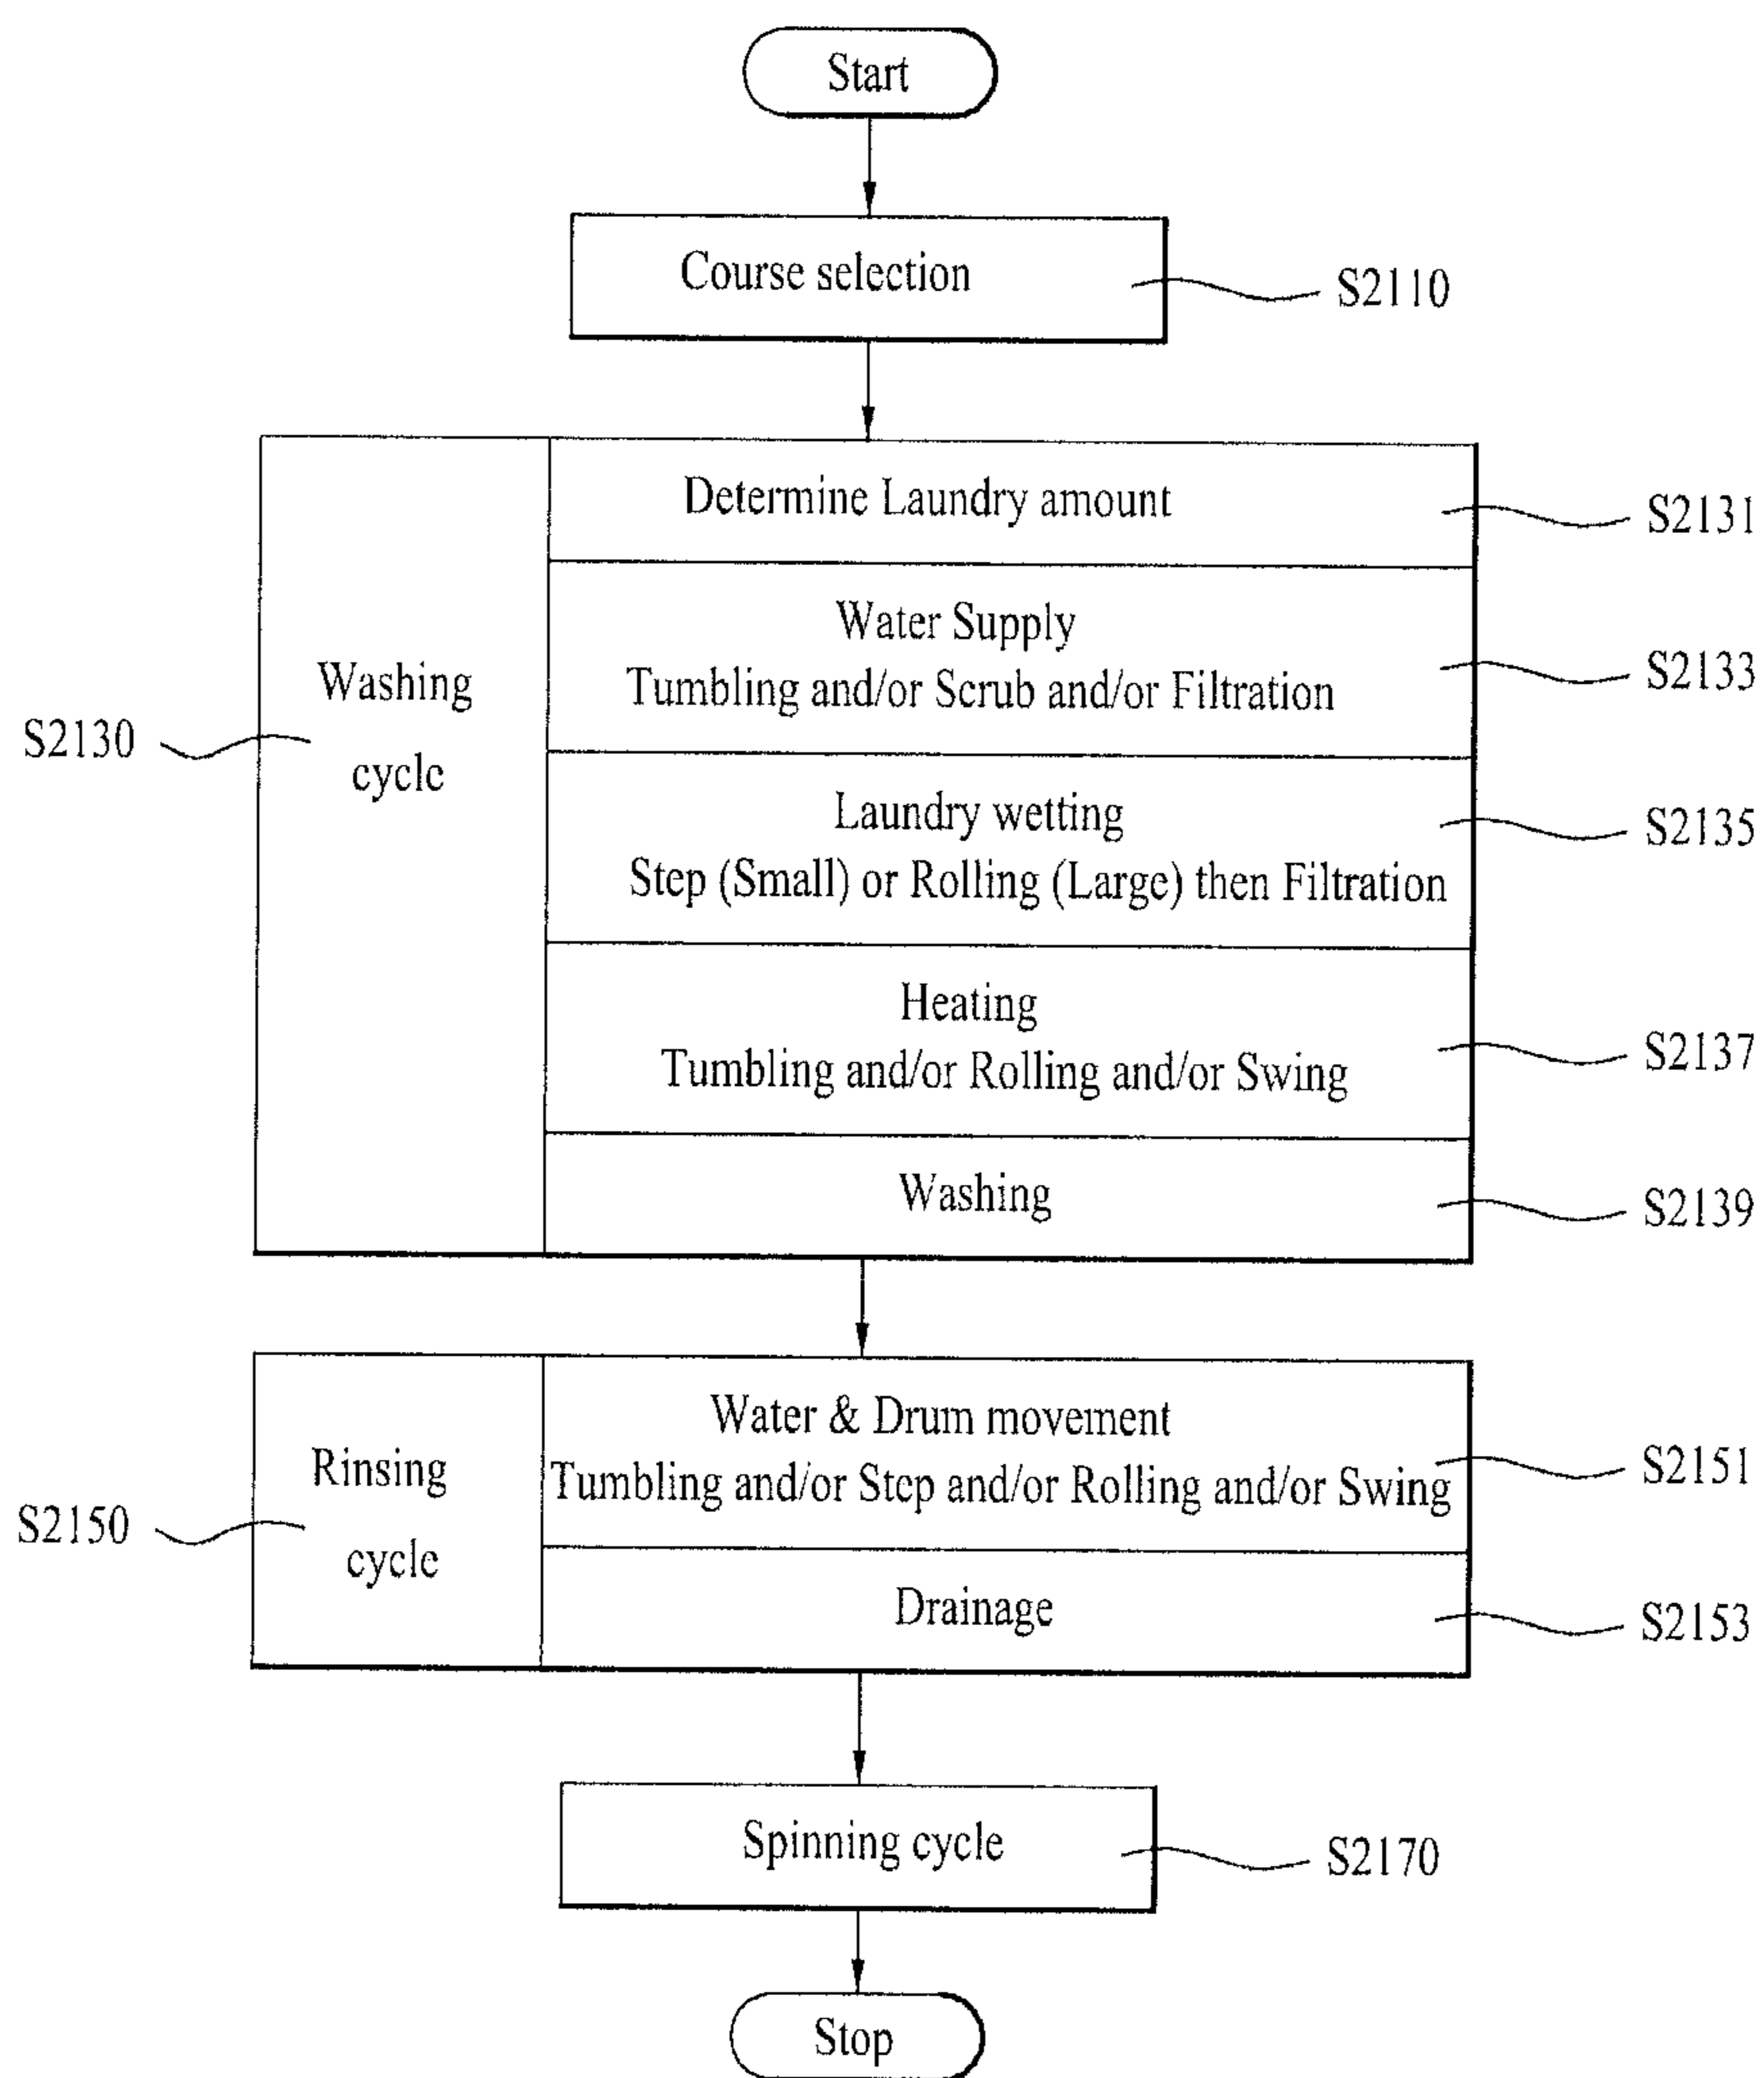 Start
Course selection
S2110
Determine Laundry amount
S2131
Water Supply
Tumbling and/or Scrub and/or Filtration
S2133
Washing
cycle
S2130
Laundry wetting
Step (Small) or Rolling (Large) then Filtration
S2135
Heating
Tumbling and/or Rolling and/or Swing
S2137
Washing
S2139
Water & Drum movement
Tumbling and/or Step and/or Rolling and/or Swing
S2151
Rinsing
cycle
S2150
Drainage
S2153
Spinning cycle
S2170
Stop